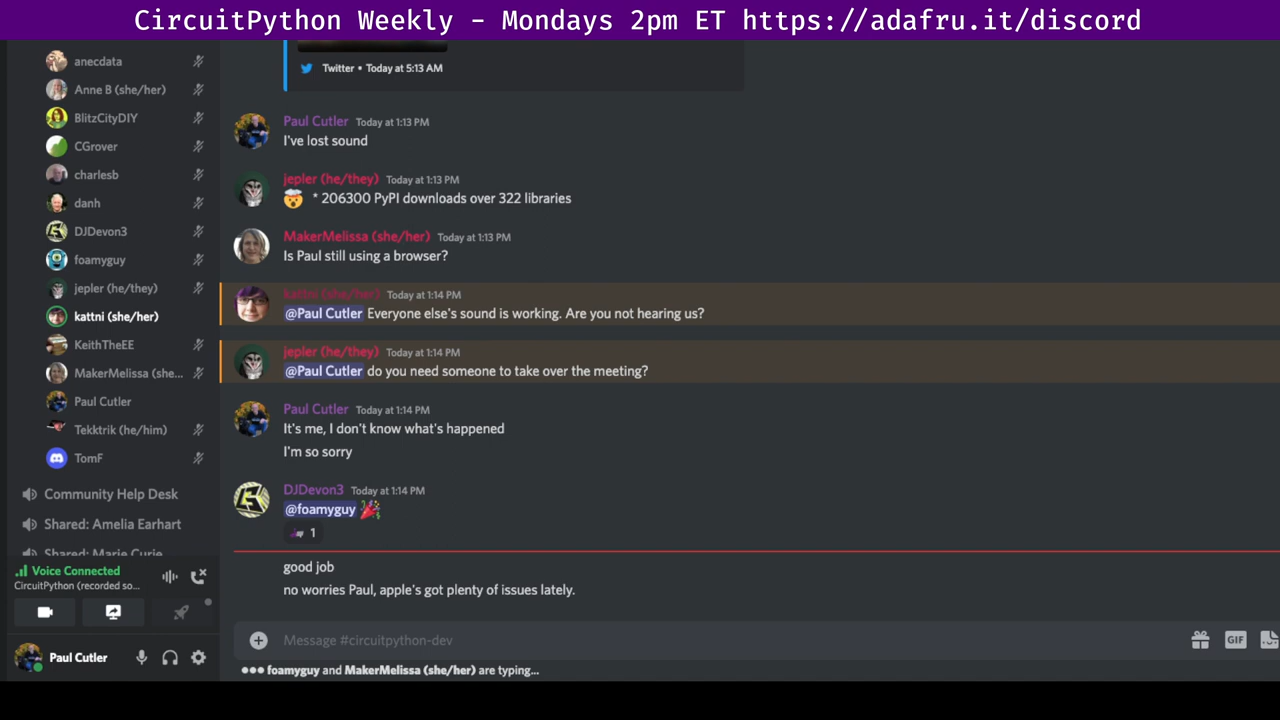 CircuitPython Weekly - Mondays 2pm ET https://adafru.it/discord
anecdata
Anne B (she/her)
BlitzCityDIY
CGrover
charlesb
danh
DJDevon3
foamyguy
jepler (he/they)
kattni (she/her)
KeithTheEE
MakerMelissa (she...
Paul Cutler
Tekktrik (he/him)
TomF
Community Help Desk
Shared: Amelia Earhart
Shared: Marie Curie
Voice Connected
CircuitPython (recorded so...
Paul Cutler
Twitter • Today at 5:13 AM
Paul Cutler Today at 1:13 PM
I've lost sound
jepler (he/they) Today at 1:13 PM
🤯 * 206300 PyPI downloads over 322 libraries
MakerMelissa (she/her) Today at 1:13 PM
Is Paul still using a browser?
kattni (she/her) Today at 1:14 PM
@Paul Cutler Everyone else's sound is working. Are you not hearing us?
jepler (he/they) Today at 1:14 PM
@Paul Cutler do you need someone to take over the meeting?
Paul Cutler Today at 1:14 PM
It's me, I don't know what's happened
I'm so sorry
DJDevon3 Today at 1:14 PM
@foamyguy 🎉
1
good job
no worries Paul, apple's got plenty of issues lately.
Message #circuitpython-dev
GIF
foamyguy and MakerMelissa (she/her) are typing...